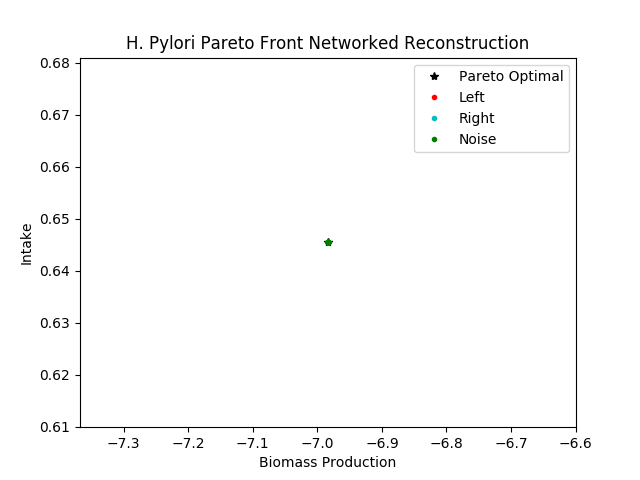 H. Pylori Pareto Front Networked Reconstruction
0.68
0.67
0.66
0.65
0.64
0.63
0.62
0.61
Intake
Pareto Optimal
Left
Right
Noise
−7.3 −7.2 −7.1 −7.0 −6.9 −6.8 −6.7 −6.6
Biomass Production